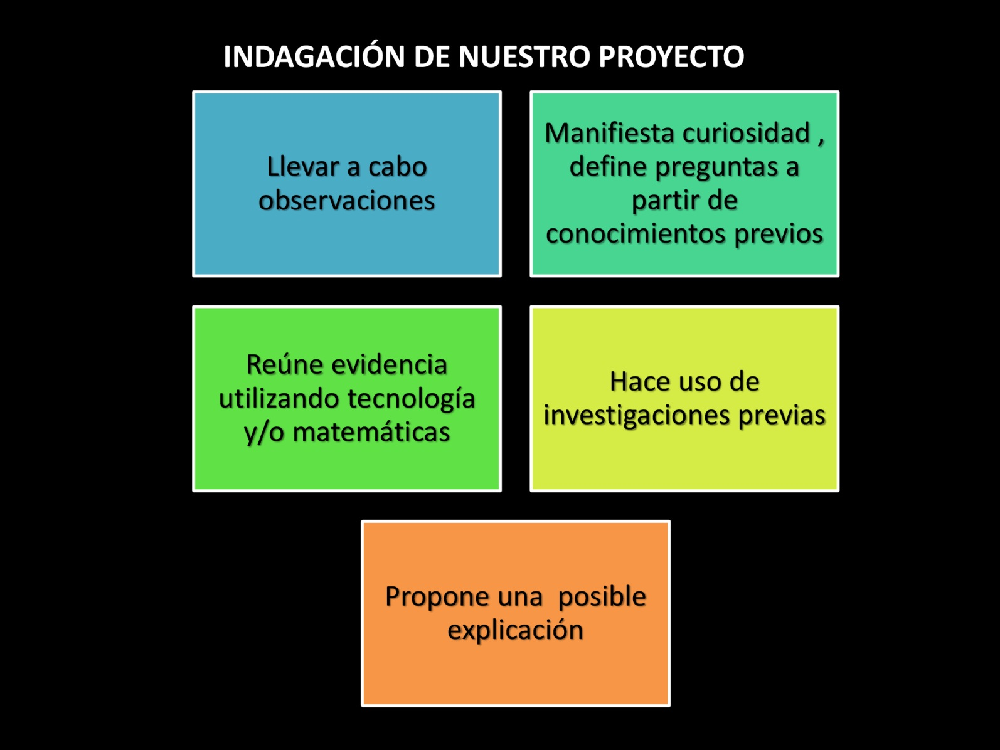 INDAGACIÓN DE NUESTRO PROYECTO
Llevar a cabo
observaciones
Manifiesta curiosidad ,
define preguntas a
partir de
conocimientos previos
Reúne evidencia
utilizando tecnología
y/o matemáticas
Hace uso de
investigaciones previas
Propone una  posible
explicación